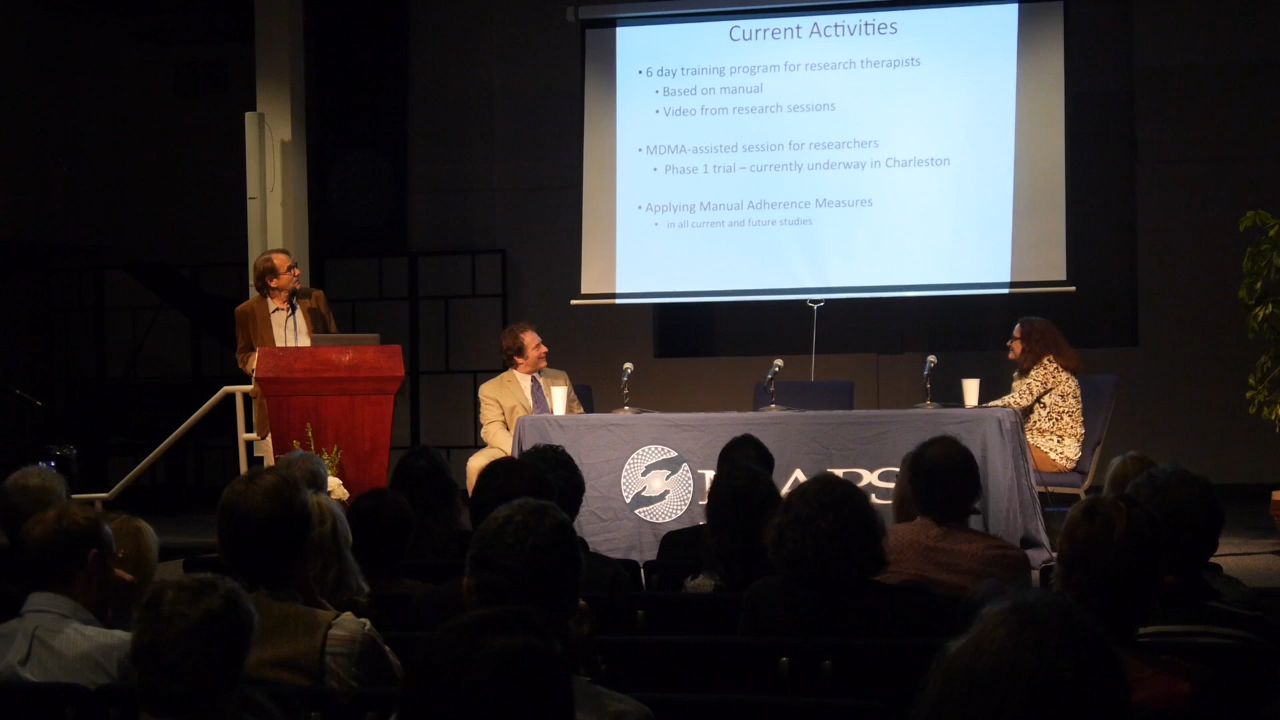 Current Activities
• 6 day training program for research therapists
• Based on manual
• Video from research sessions
• MDMA-assisted session for researchers
• Phase 1 trial – currently underway in Charleston
• Applying Manual Adherence Measures
• in all current and future studies
MAPS